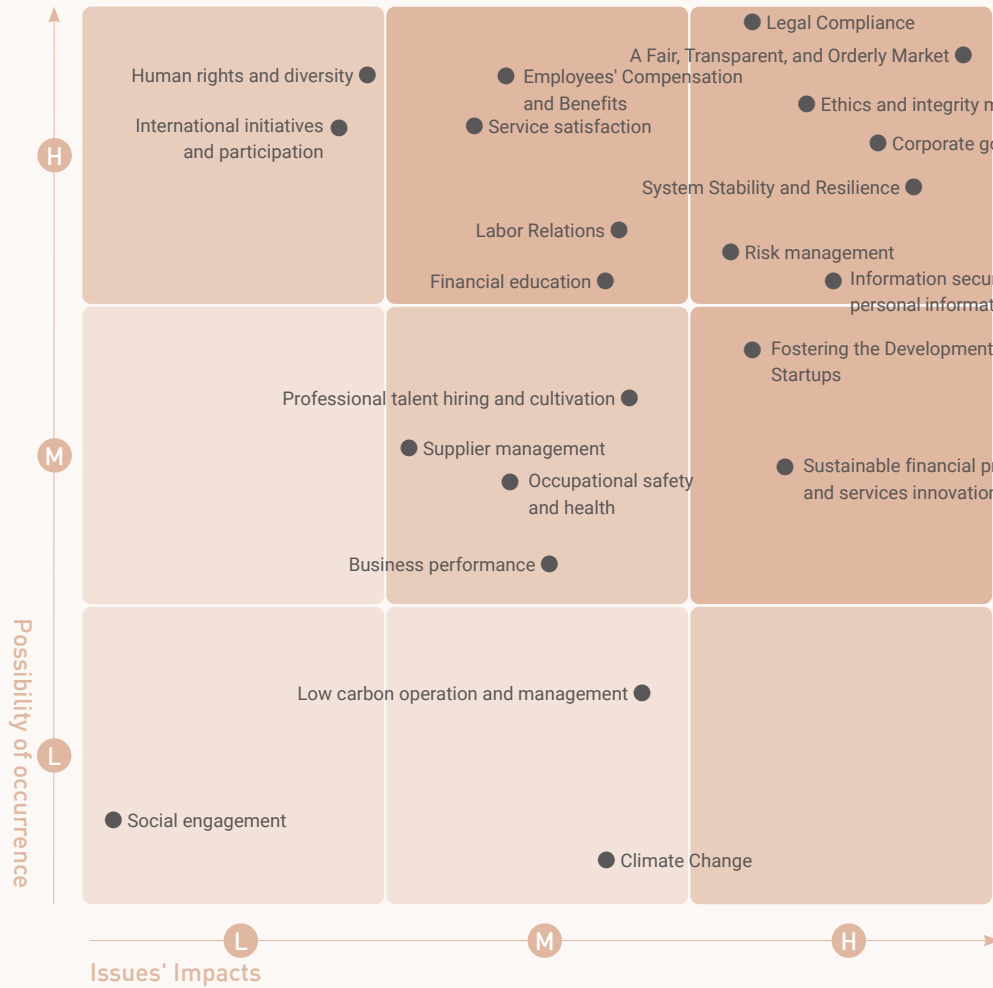 Legal Compliance
A Fair, Transparent, and Orderly Market
Human rights and diversity
Employees' Compensation
and Benefits
Ethics and integrity
International initiatives
and participation
Service satisfaction
Corporate
H
System Stability and Resilience
Labor Relations
Risk management
Financial education
Information
personal
Fostering the Development
Startups
Professional talent hiring and cultivation
Supplier management
M
Sustainable financial
and services innovation
Occupational safety
and health
Business performance
Possibility of occurrence
Low carbon operation and management
L
Social engagement
Climate Change
L
M
H
Issues' Impacts